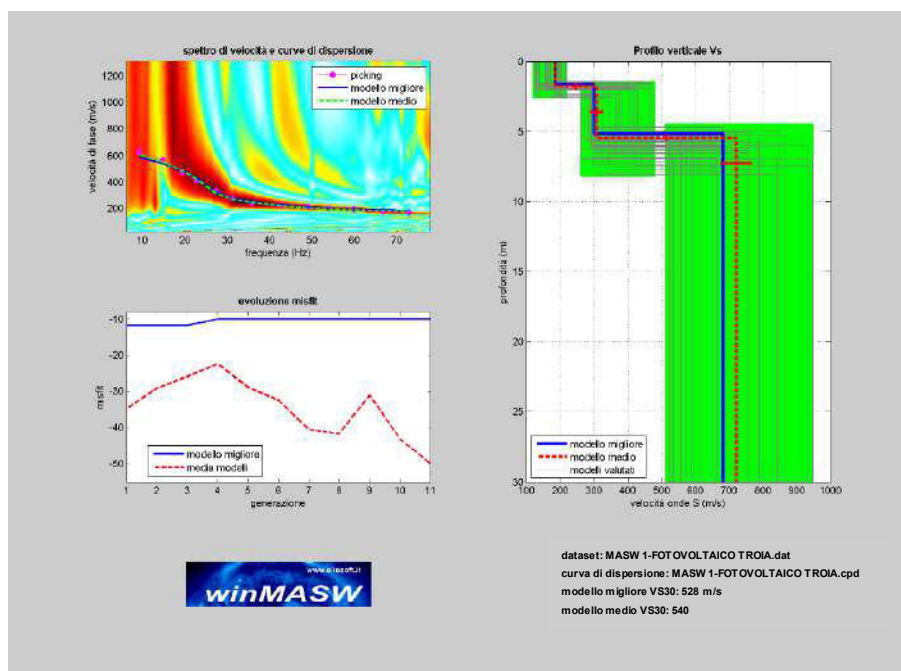 spettro di velocità e curve di dispersione
1200
1000
800
600
400
200
velocità di fase (m/s)
picking
modello migliore
modello medio
10 20 30 40 50 60 70
frequenza (Hz)
evoluzione misfit
-10
-20
-30
-40
-50
misfit
modello migliore
media modelli
1 2 3 4 5 6 7 8 9 10 11
generazione
Profilo verticale Vs
0
5
10
15
20
25
30
profondità (m)
modello migliore
modello medio
modelli valutati
100 200 300 400 500 600 700 800 900 1000
velocità onde S (m/s)
www.eliosoft.it
winMASW
dataset: MASW 1-FOTOVOLTAICO TROIA.dat
curva di dispersione: MASW 1-FOTOVOLTAICO TROIA.cpd
modello migliore VS30: 528 m/s
modello medio VS30: 540